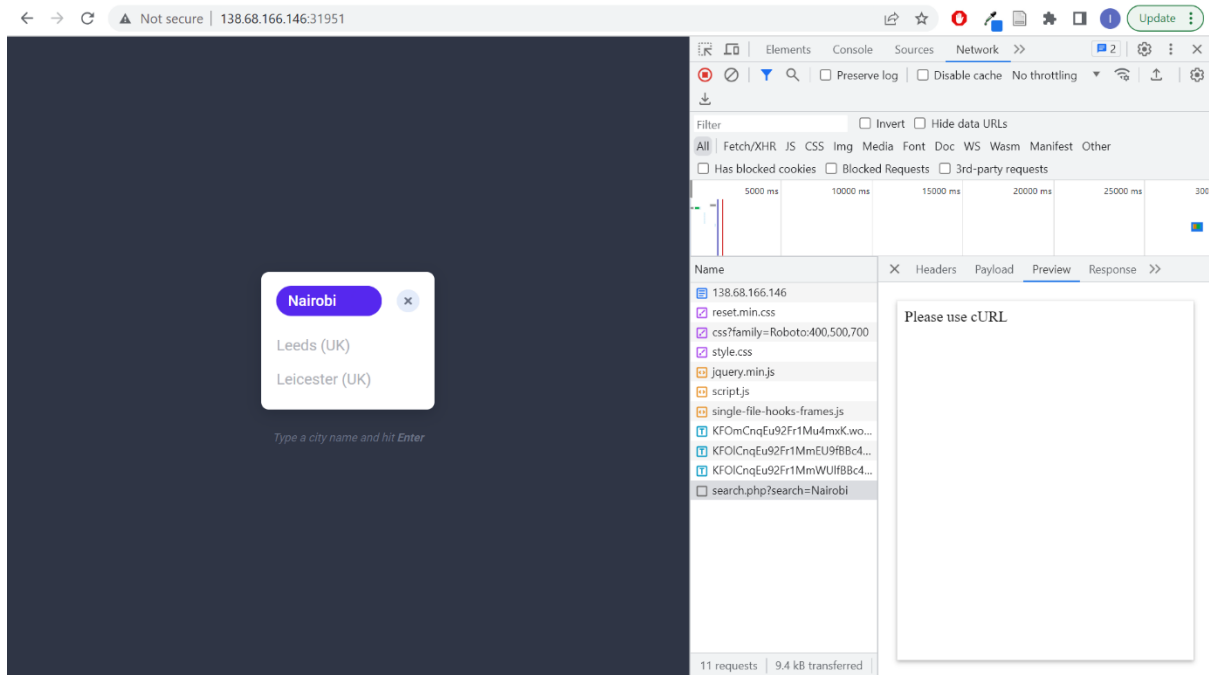 Not secure | 138.68.166.146:31951
Update
Elements Console Sources Network
2
Preserve log Disable cache No throttling
Filter
Invert Hide data URLs
All Fetch/XHR JS CSS Img Media Font Doc WS Wasm Manifest Other
Has blocked cookies Blocked Requests 3rd-party requests
5000 ms 10000 ms 15000 ms 20000 ms 25000 ms 300
Name
Headers Payload Preview Response
138.68.166.146
reset.min.css
css?family=Roboto:400,500,700
style.css
jquery.min.js
script.js
single-file-hooks-frames.js
KFOmCnqEu92Fr1Mu4mxK.wo...
KFOlCnqEu92Fr1MmEU9fBBc4...
KFOlCnqEu92Fr1MmWUlfBBc4...
search.php?search=Nairobi
Please use cURL
11 requests 9.4 kB transferred
Nairobi
Leeds (UK)
Leicester (UK)
Type a city name and hit Enter